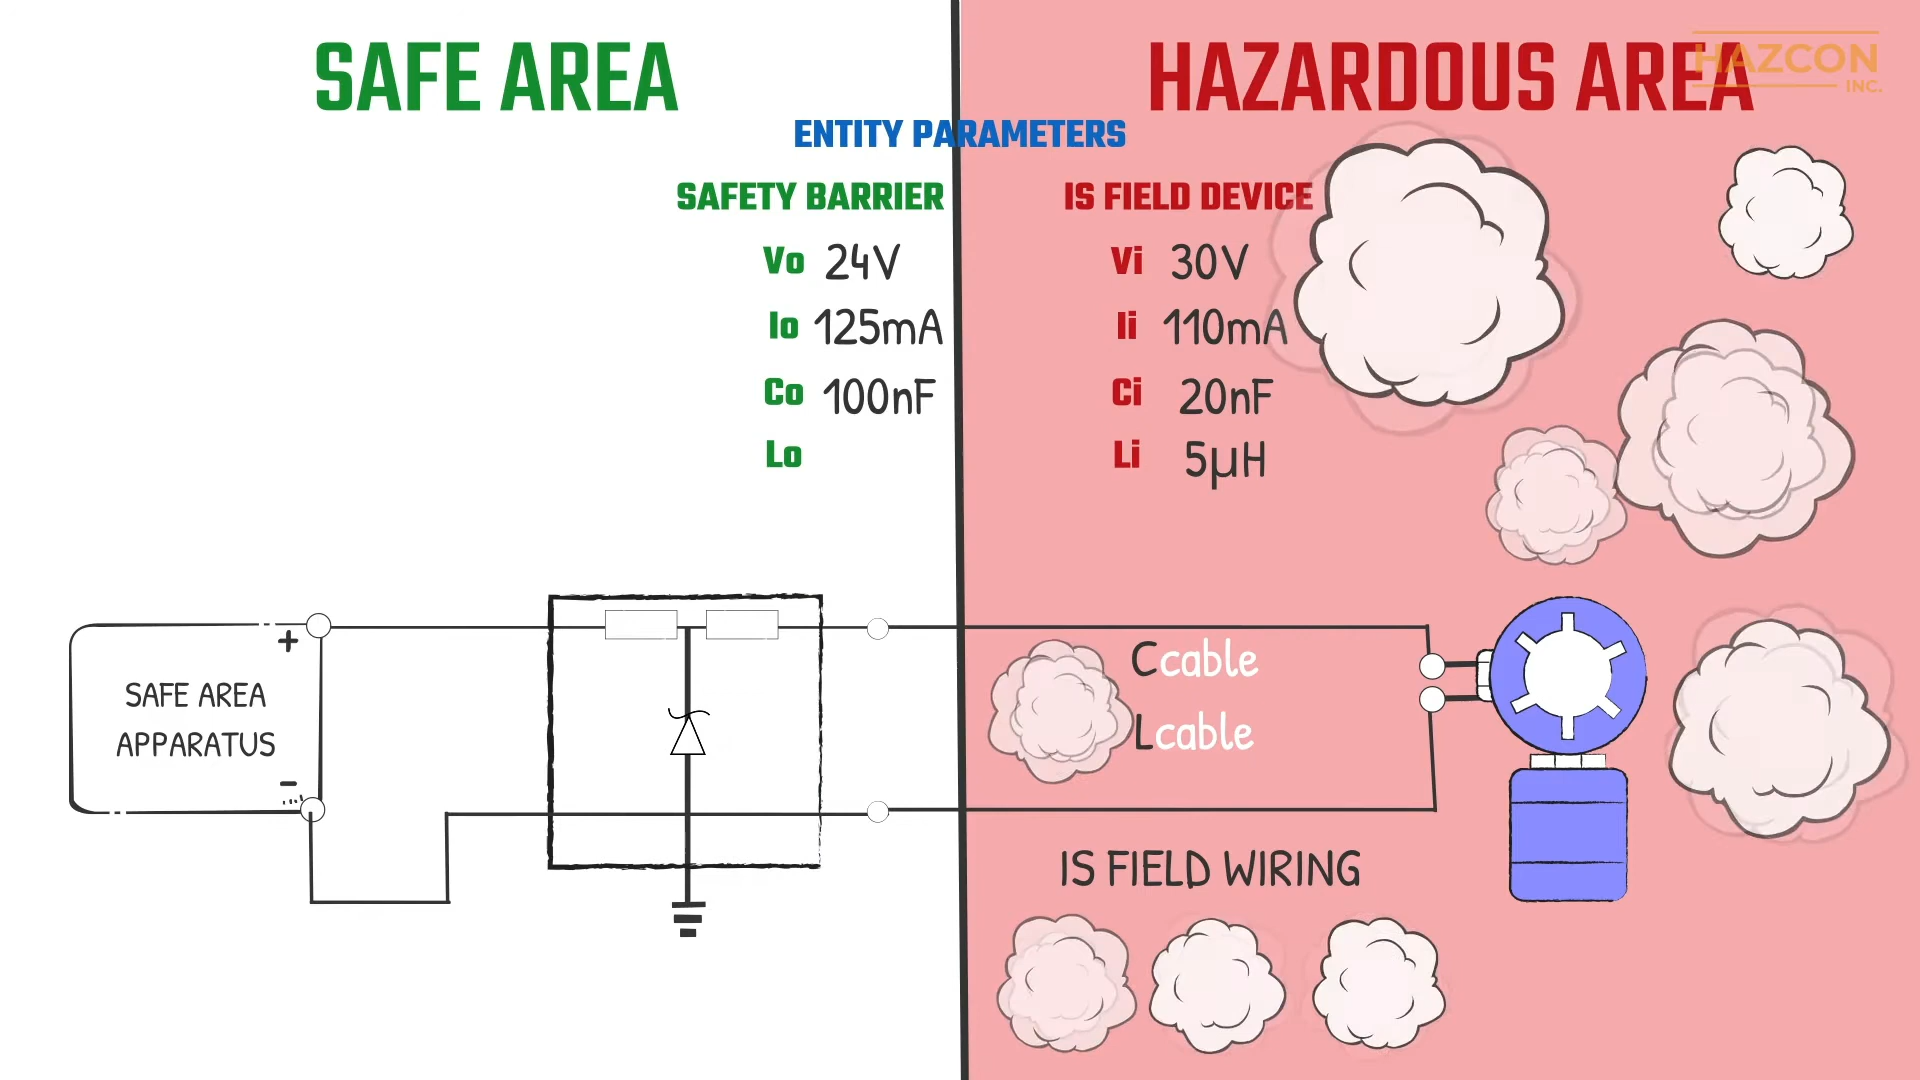 SAFE AREA
HAZARDOUS AREA
HAZCON
INC.
ENTITY PARAMETERS
SAFETY BARRIER
IS FIELD DEVICE
Vo 24V
Vi 30V
Io 125mA
Ii 110mA
Co 100nF
Ci 20nF
Lo
Li 5µH
+
SAFE AREA
APPARATUS
-
Ccable
Lcable
IS FIELD WIRING